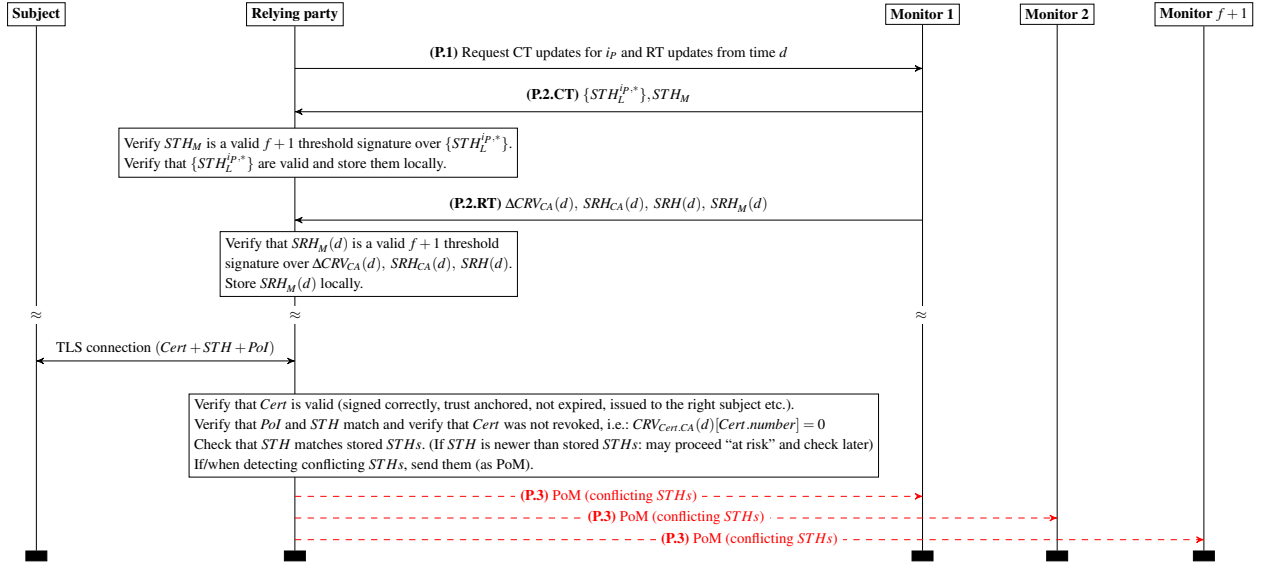 Subject
Relying party
Monitor 1
Monitor 2
Monitor f + 1
(P.1) Request CT updates for i_P and RT updates from time d
(P.2.CT) {STH_L^{i_P,*}}, STH_M
Verify STH_M is a valid f + 1 threshold signature over {STH_L^{i_P,*}}.
Verify that {STH_L^{i_P,*}} are valid and store them locally.
(P.2.RT) ΔCRV_CA(d), SRH_CA(d), SRH(d), SRH_M(d)
Verify that SRH_M(d) is a valid f + 1 threshold
signature over ΔCRV_CA(d), SRH_CA(d), SRH(d).
Store SRH_M(d) locally.
≈ ≈ ≈
TLS connection (Cert + STH + PoI)
Verify that Cert is valid (signed correctly, trust anchored, not expired, issued to the right subject etc.).
Verify that PoI and STH match and verify that Cert was not revoked, i.e.: CRV_Cert.CA(d)[Cert.number] = 0
Check that STH matches stored STHs. (If STH is newer than stored STHs: may proceed “at risk” and check later)
If/when detecting conflicting STHs, send them (as PoM).
(P.3) PoM (conflicting STHs)
(P.3) PoM (conflicting STHs)
(P.3) PoM (conflicting STHs)